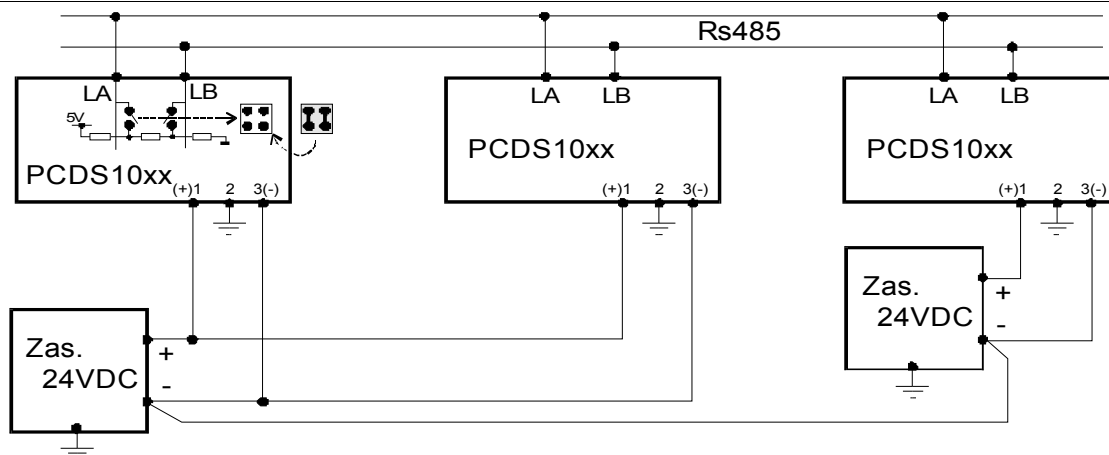 Rs485
LA LB
5V
PCDS10xx
(+)1 2 3(-)
LA LB
PCDS10xx
(+)1 2 3(-)
LA LB
PCDS10xx
(+)1 2 3(-)
Zas.
24VDC
+
-
Zas.
24VDC
+
-